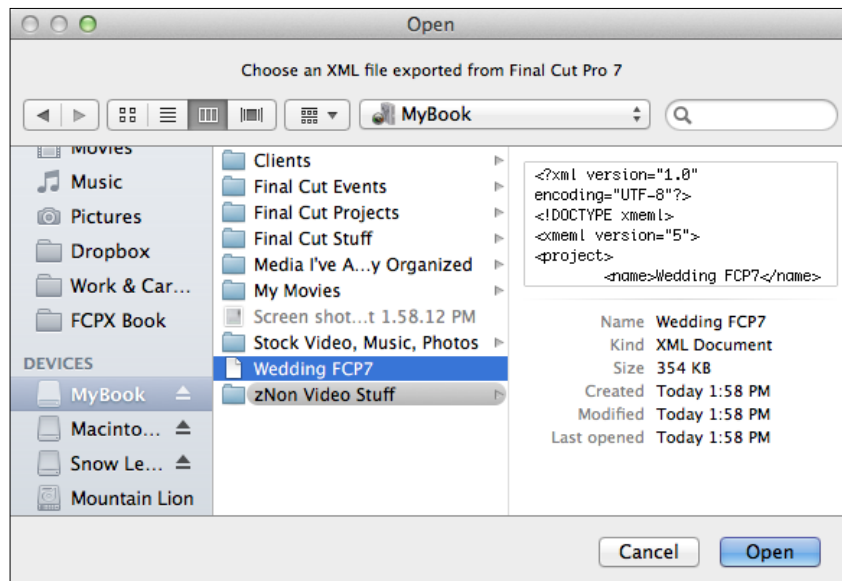 Open
Choose an XML file exported from Final Cut Pro 7
MyBook
Movies
Music
Pictures
Dropbox
Work & Car...
FCPX Book
DEVICES
MyBook
Macinto...
Snow Le...
Mountain Lion
Clients
Final Cut Events
Final Cut Projects
Final Cut Stuff
Media I've A...y Organized
My Movies
Screen shot...t 1.58.12 PM
Stock Video, Music, Photos
Wedding FCP7
zNon Video Stuff
<?xml version="1.0"
encoding="UTF-8"?>
<!DOCTYPE xmeml>
<xmeml version="5">
<project>
<name>Wedding FCP7</name>
Name Wedding FCP7
Kind XML Document
Size 354 KB
Created Today 1:58 PM
Modified Today 1:58 PM
Last opened Today 1:58 PM
Cancel
Open